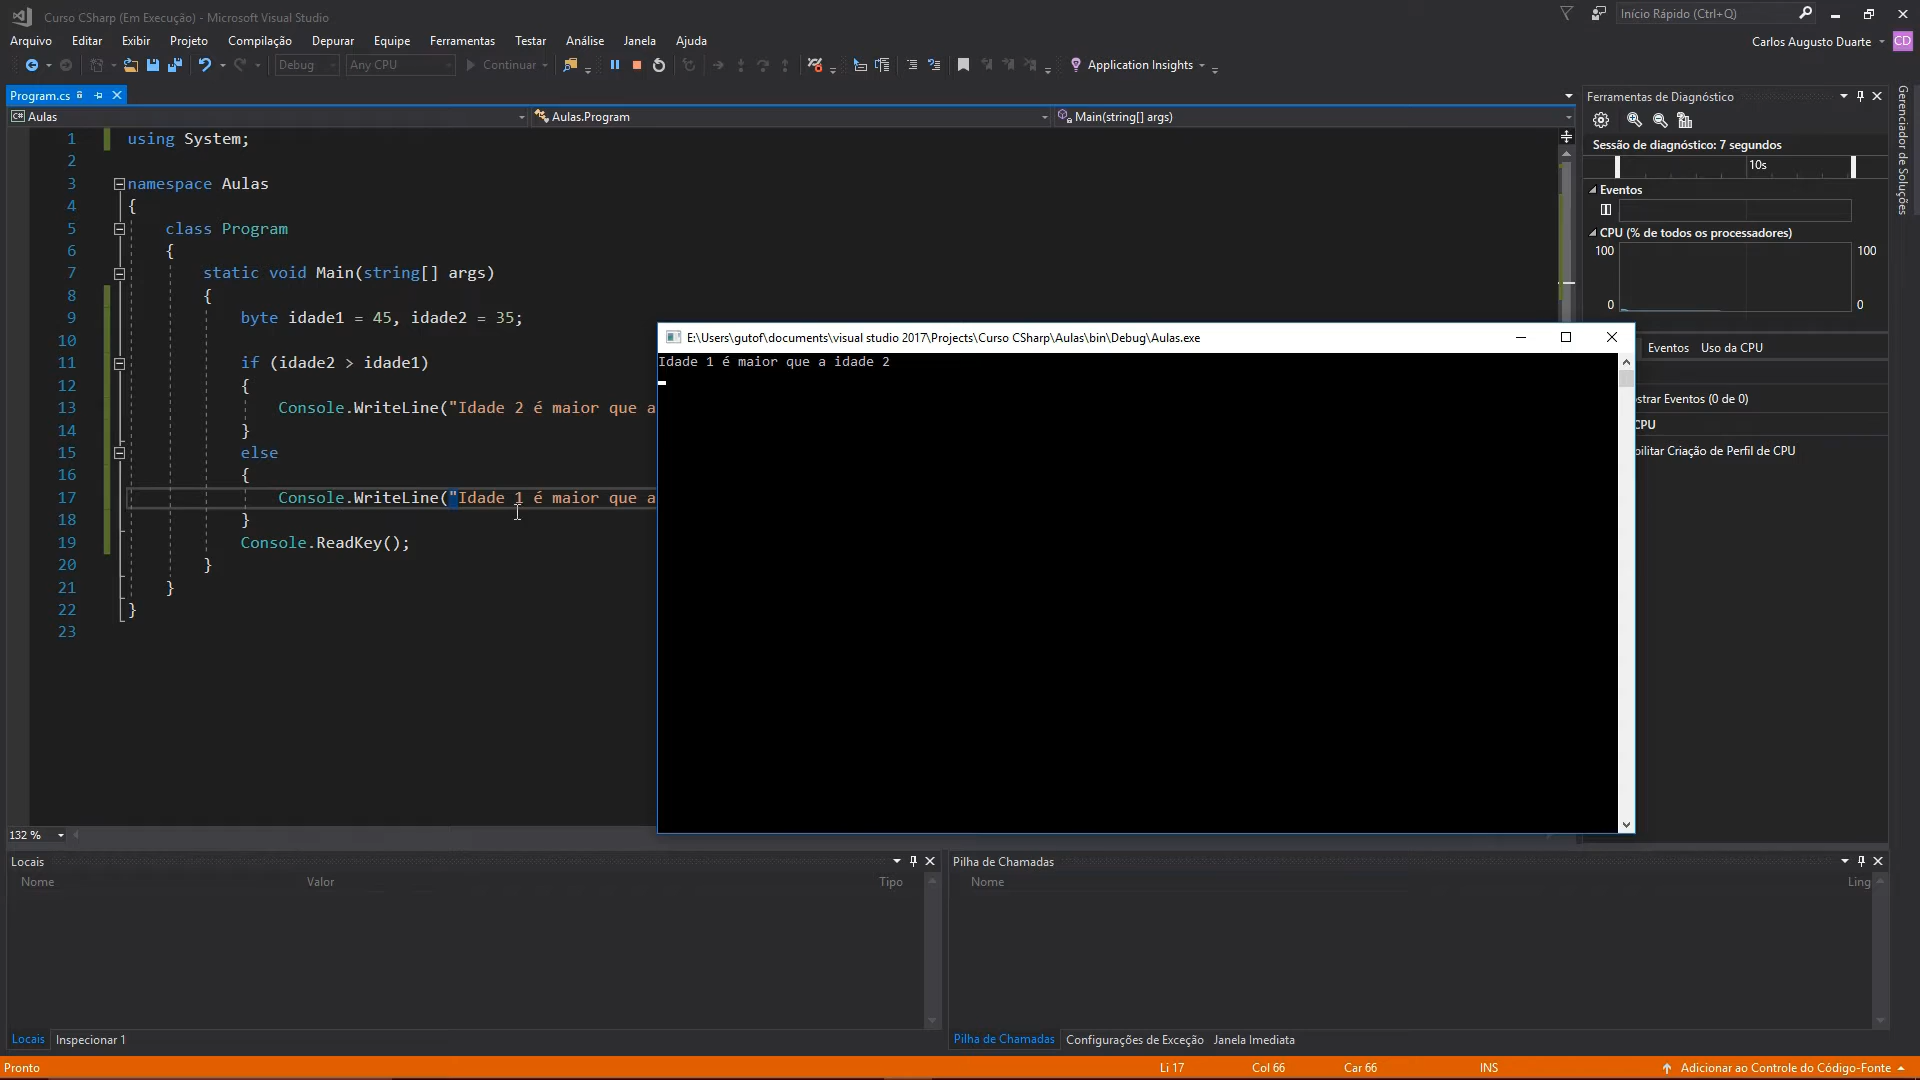 Curso CSharp (Em Execução) - Microsoft Visual Studio
Início Rápido (Ctrl+Q)
Arquivo Editar Exibir Projeto Compilação Depurar Equipe Ferramentas Testar Análise Janela Ajuda
Carlos Augusto Duarte CD
Debug Any CPU Continuar Application Insights
Program.cs
C# Aulas Aulas.Program Main(string[] args)
1 using System;
2
3 namespace Aulas
4 {
5 class Program
6 {
7 static void Main(string[] args)
8 {
9 byte idade1 = 45, idade2 = 35;
10
11 if (idade2 > idade1)
12 {
13 Console.WriteLine("Idade 2 é maior que a
14 }
15 else
16 {
17 Console.WriteLine("Idade 1 é maior que a
18 }
19 Console.ReadKey();
20 }
21 }
22 }
23
132 %
E:\Users\gutof\documents\visual studio 2017\Projects\Curso CSharp\Aulas\bin\Debug\Aulas.exe
Idade 1 é maior que a idade 2
Ferramentas de Diagnóstico
Sessão de diagnóstico: 7 segundos
10s
Eventos
CPU (% de todos os processadores)
100 100
0 0
Eventos Uso da CPU
strar Eventos (0 de 0)
CPU
bilitar Criação de Perfil de CPU
Gerenciador de Soluções
Locais
Nome Valor Tipo
Locais Inspecionar 1
Pilha de Chamadas
Nome Ling
Pilha de Chamadas Configurações de Exceção Janela Imediata
Pronto Li 17 Col 66 Car 66 INS Adicionar ao Controle do Código-Fonte